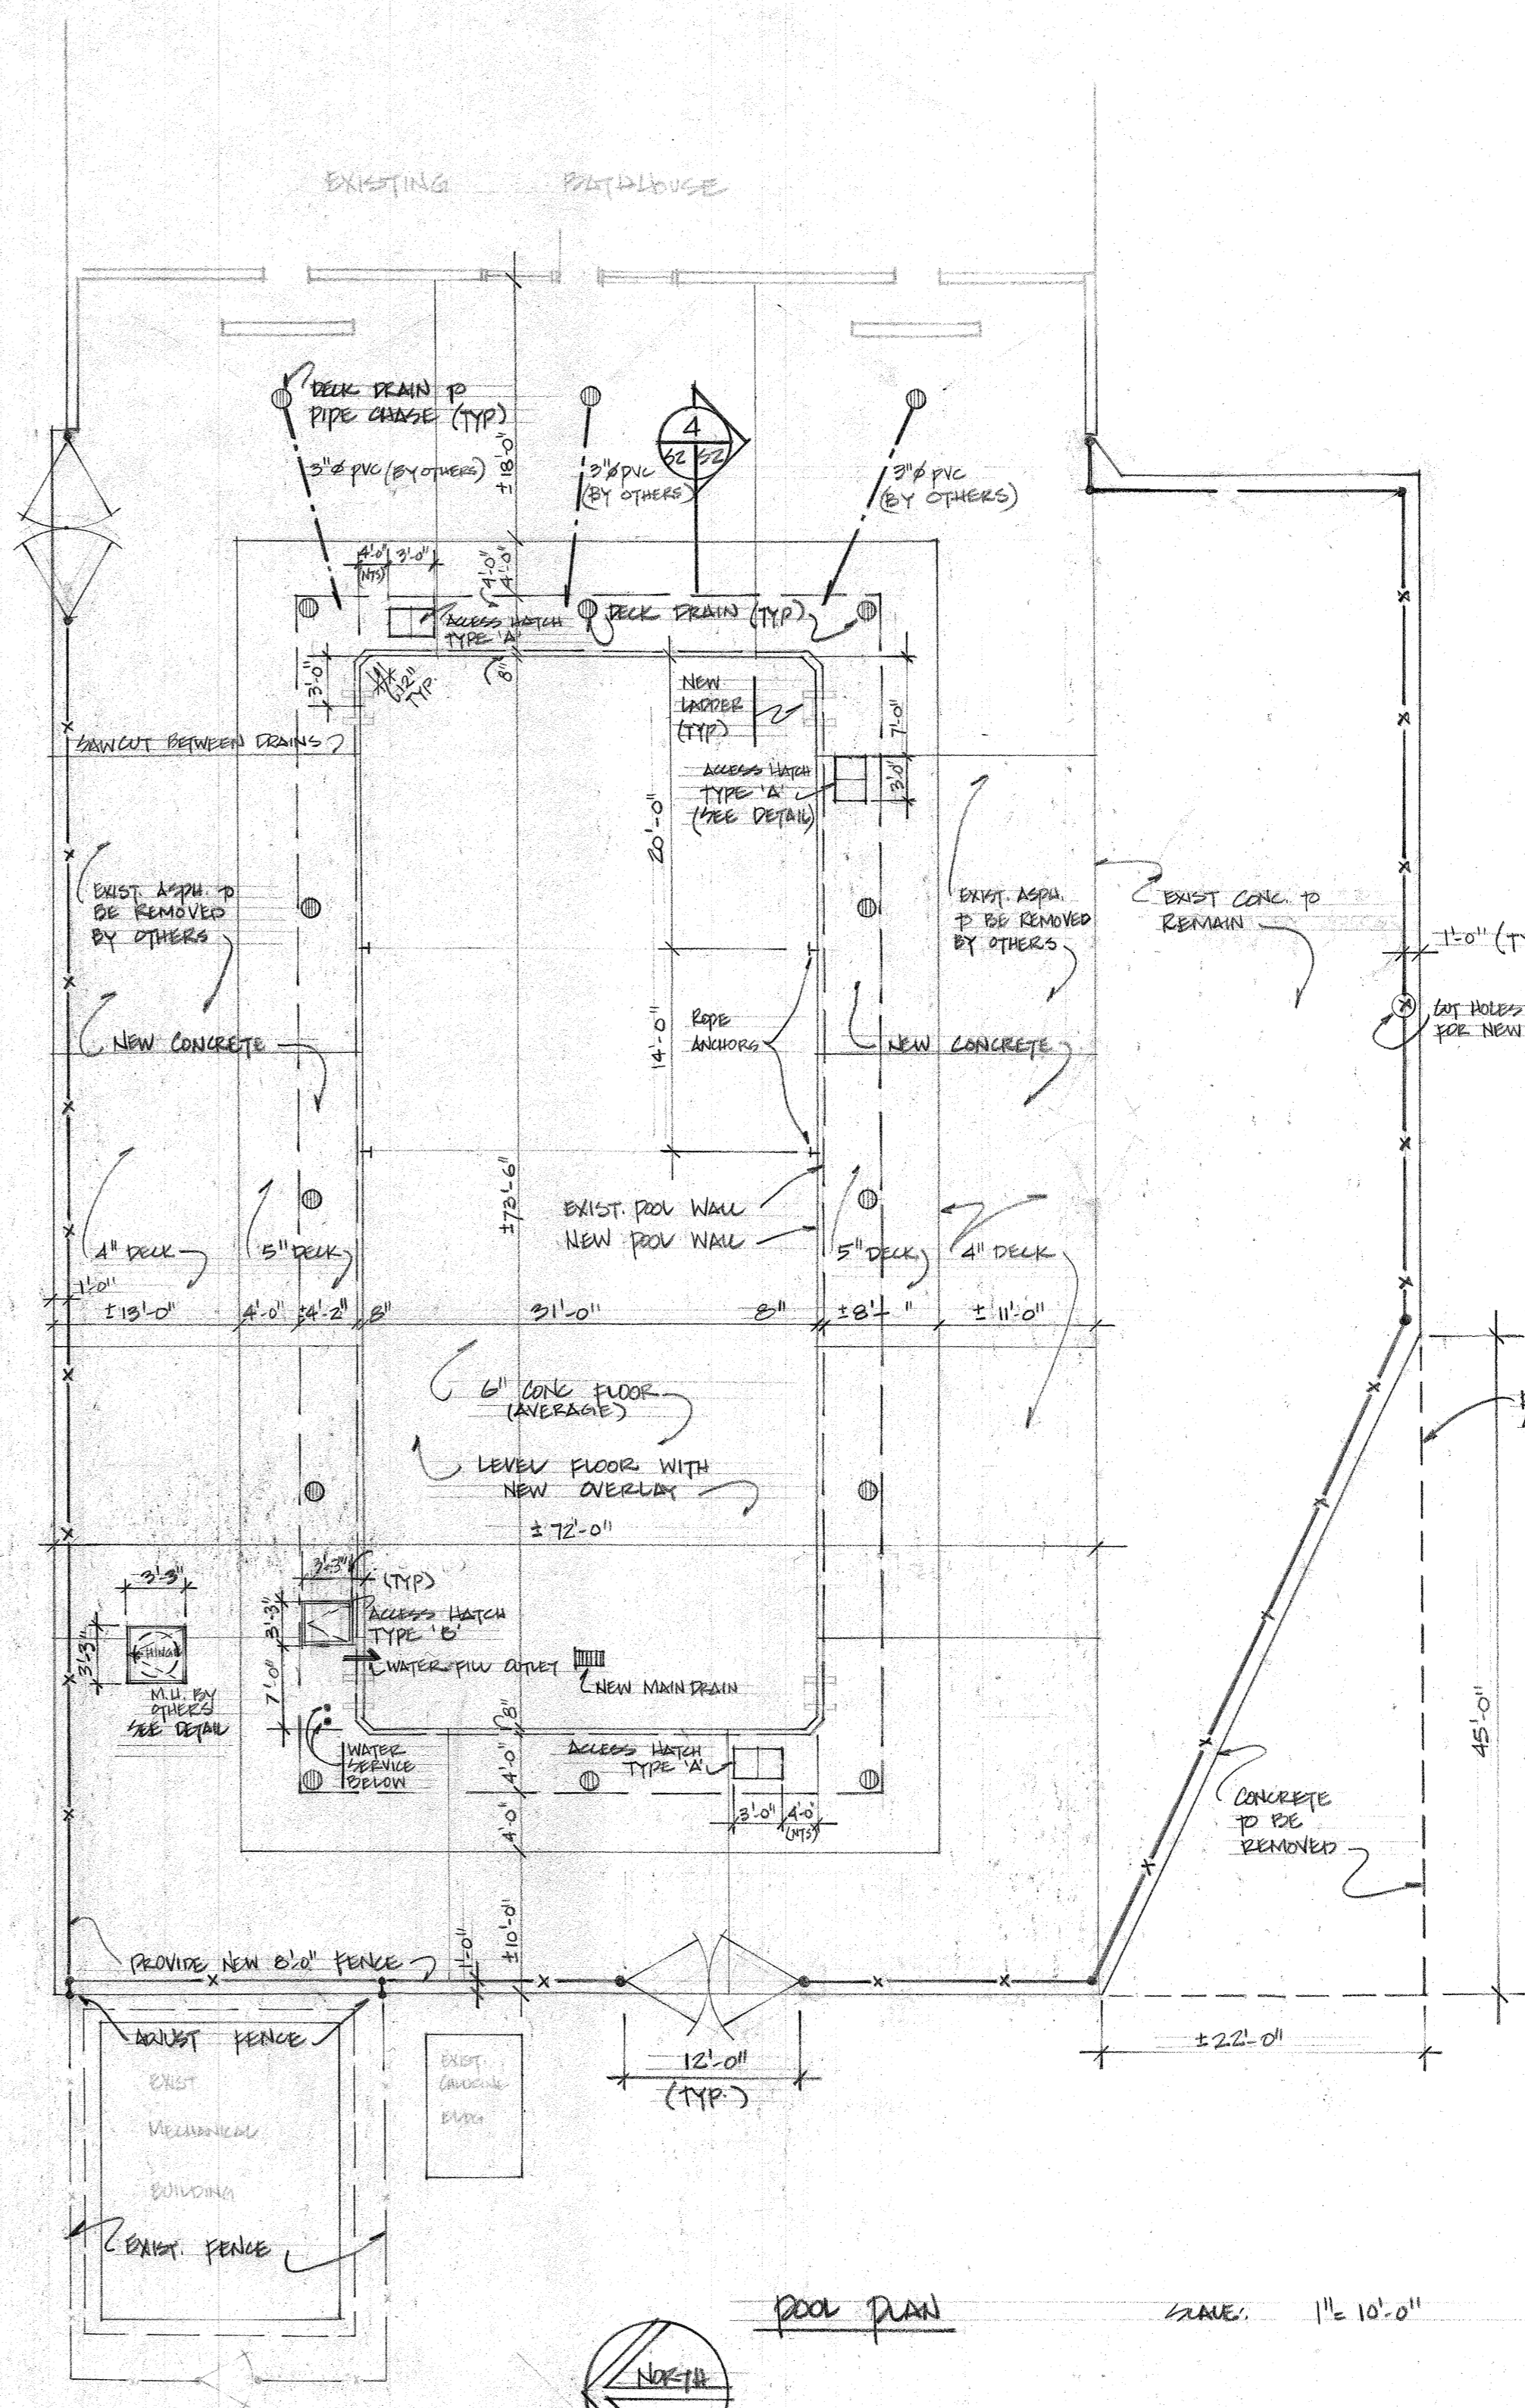 EXISTING BATHHOUSE
DECK DRAIN TO
PIPE CHASE (TYP)
3"Ø PVC (BY OTHERS)
±18'-0"
4
S2 S2
3"Ø PVC
(BY OTHERS)
3"Ø PVC
(BY OTHERS)
4'-0"
(NTS)
3'-0"
4'-0"
4'-0"
ACCESS HATCH
TYPE 'A'
DECK DRAIN (TYP)
3'-0"
12"
TYP.
8"
NEW
LADDER
(TYP)
7'-0"
SAWCUT BETWEEN DRAINS
ACCESS HATCH
TYPE 'A'
(SEE DETAIL)
3'-0"
20'-0"
EXIST. ASPH. TO
BE REMOVED
BY OTHERS
EXIST. ASPH.
TO BE REMOVED
BY OTHERS
EXIST CONC. TO
REMAIN
1'-0" (T
CUT HOLES
FOR NEW
NEW CONCRETE
14'-0"
ROPE
ANCHORS
NEW CONCRETE
±73'-6"
EXIST. POOL WALL
NEW POOL WALL
4" DECK
5" DECK
5" DECK
4" DECK
1'-0"
±13'-0"
4'-0"
±4'-2"
8"
31'-0"
8"
±8'- "
± 11'-0"
6" CONC FLOOR
(AVERAGE)
LEVEL FLOOR WITH
NEW OVERLAY
± 72'-0"
3'-3"
3'-3"
(TYP)
ACCESS HATCH
TYPE 'B'
3'-3"
3'-3"
HINGE
WATER FILL OUTLET
NEW MAIN DRAIN
7'-0"
M.H. BY
OTHERS
SEE DETAIL
8"
45'-0"
WATER
SERVICE
BELOW
ACCESS HATCH
TYPE 'A'
4'-0"
3'-0"
4'-0"
(NTS)
4'-0"
CONCRETE
TO BE
REMOVED
PROVIDE NEW 8'-0" FENCE
1'-0"
±10'-0"
ADJUST FENCE
EXIST
MECHANICAL
BUILDING
EXIST.
CHLORINE
BLDG
12'-0"
(TYP.)
±22'-0"
EXIST. FENCE
POOL PLAN
SCALE: 1"= 10'-0"
NORTH